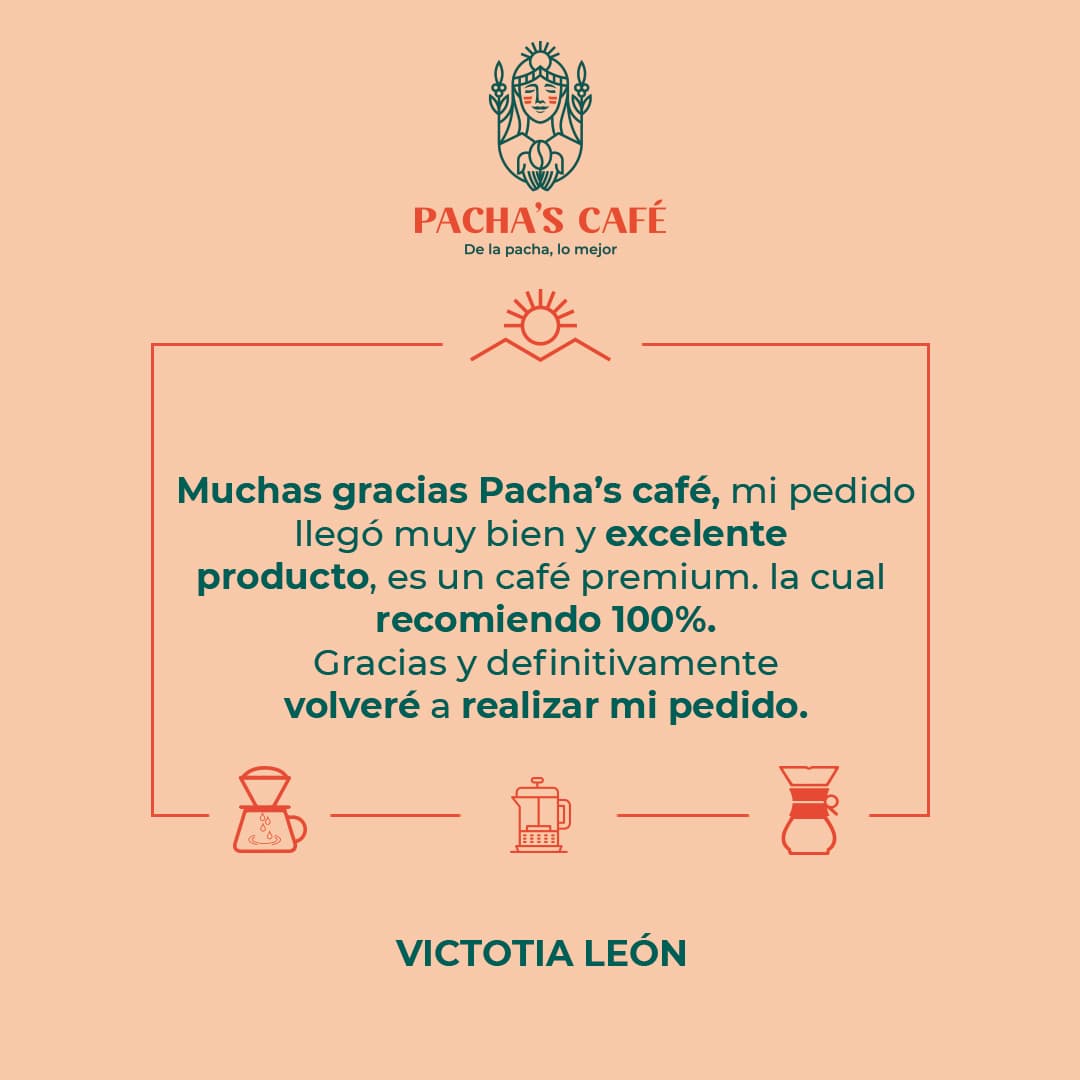 PACHA'S CAFÉ
De la pacha, lo mejor
Muchas gracias Pacha's café, mi pedido
llegó muy bien y excelente
producto, es un café premium. la cual
recomiendo 100%.
Gracias y definitivamente
volveré a realizar mi pedido.
VICTOTIA LEÓN